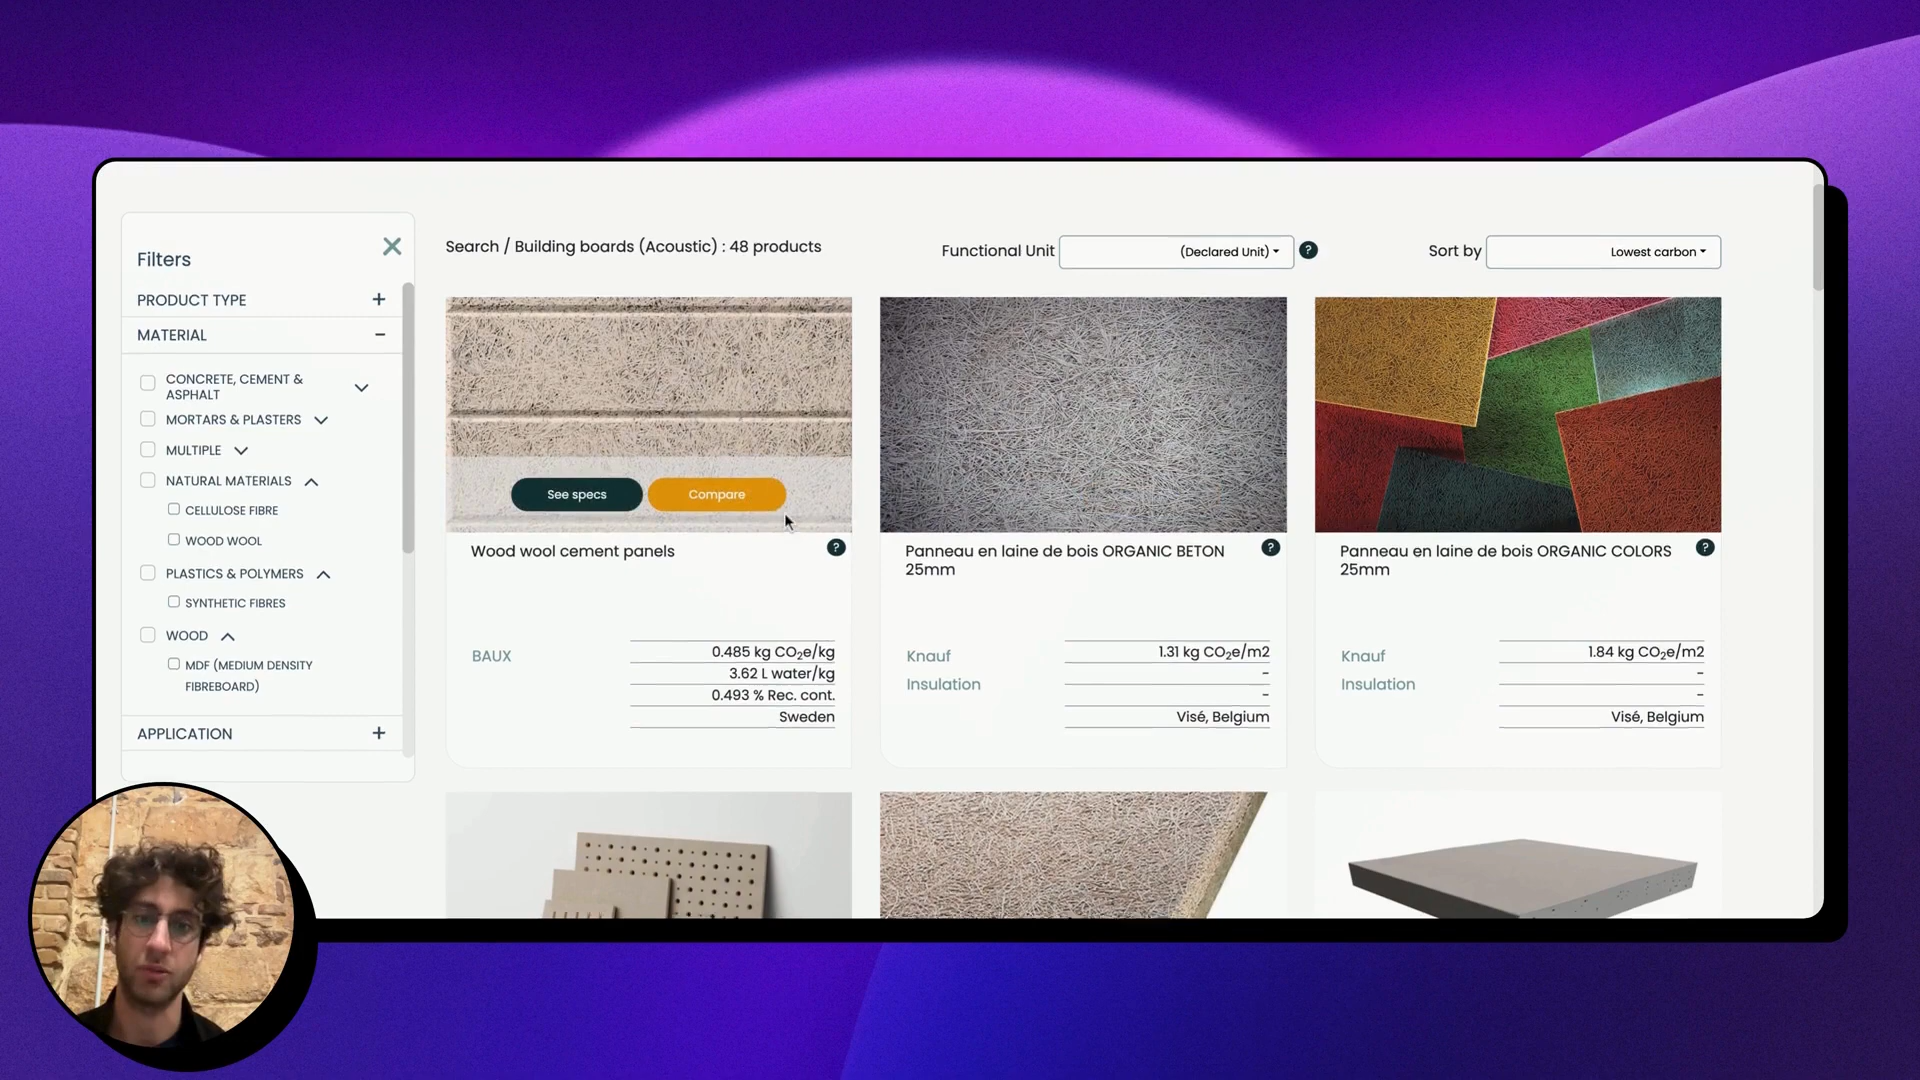 Filters
PRODUCT TYPE
MATERIAL
CONCRETE, CEMENT &
ASPHALT
MORTARS & PLASTERS
MULTIPLE
NATURAL MATERIALS
CELLULOSE FIBRE
WOOD WOOL
PLASTICS & POLYMERS
SYNTHETIC FIBRES
WOOD
MDF (MEDIUM DENSITY
FIBREBOARD)
APPLICATION
Search / Building boards (Acoustic) : 48 products
Functional Unit (Declared Unit) ?
Sort by Lowest carbon
See specs Compare
Wood wool cement panels ?
BAUX
0.485 kg CO₂e/kg
3.62 L water/kg
0.493 % Rec. cont.
Sweden
Panneau en laine de bois ORGANIC BETON ?
25mm
Knauf
Insulation
1.31 kg CO₂e/m2
-
-
Visé, Belgium
Panneau en laine de bois ORGANIC COLORS ?
25mm
Knauf
Insulation
1.84 kg CO₂e/m2
-
-
Visé, Belgium